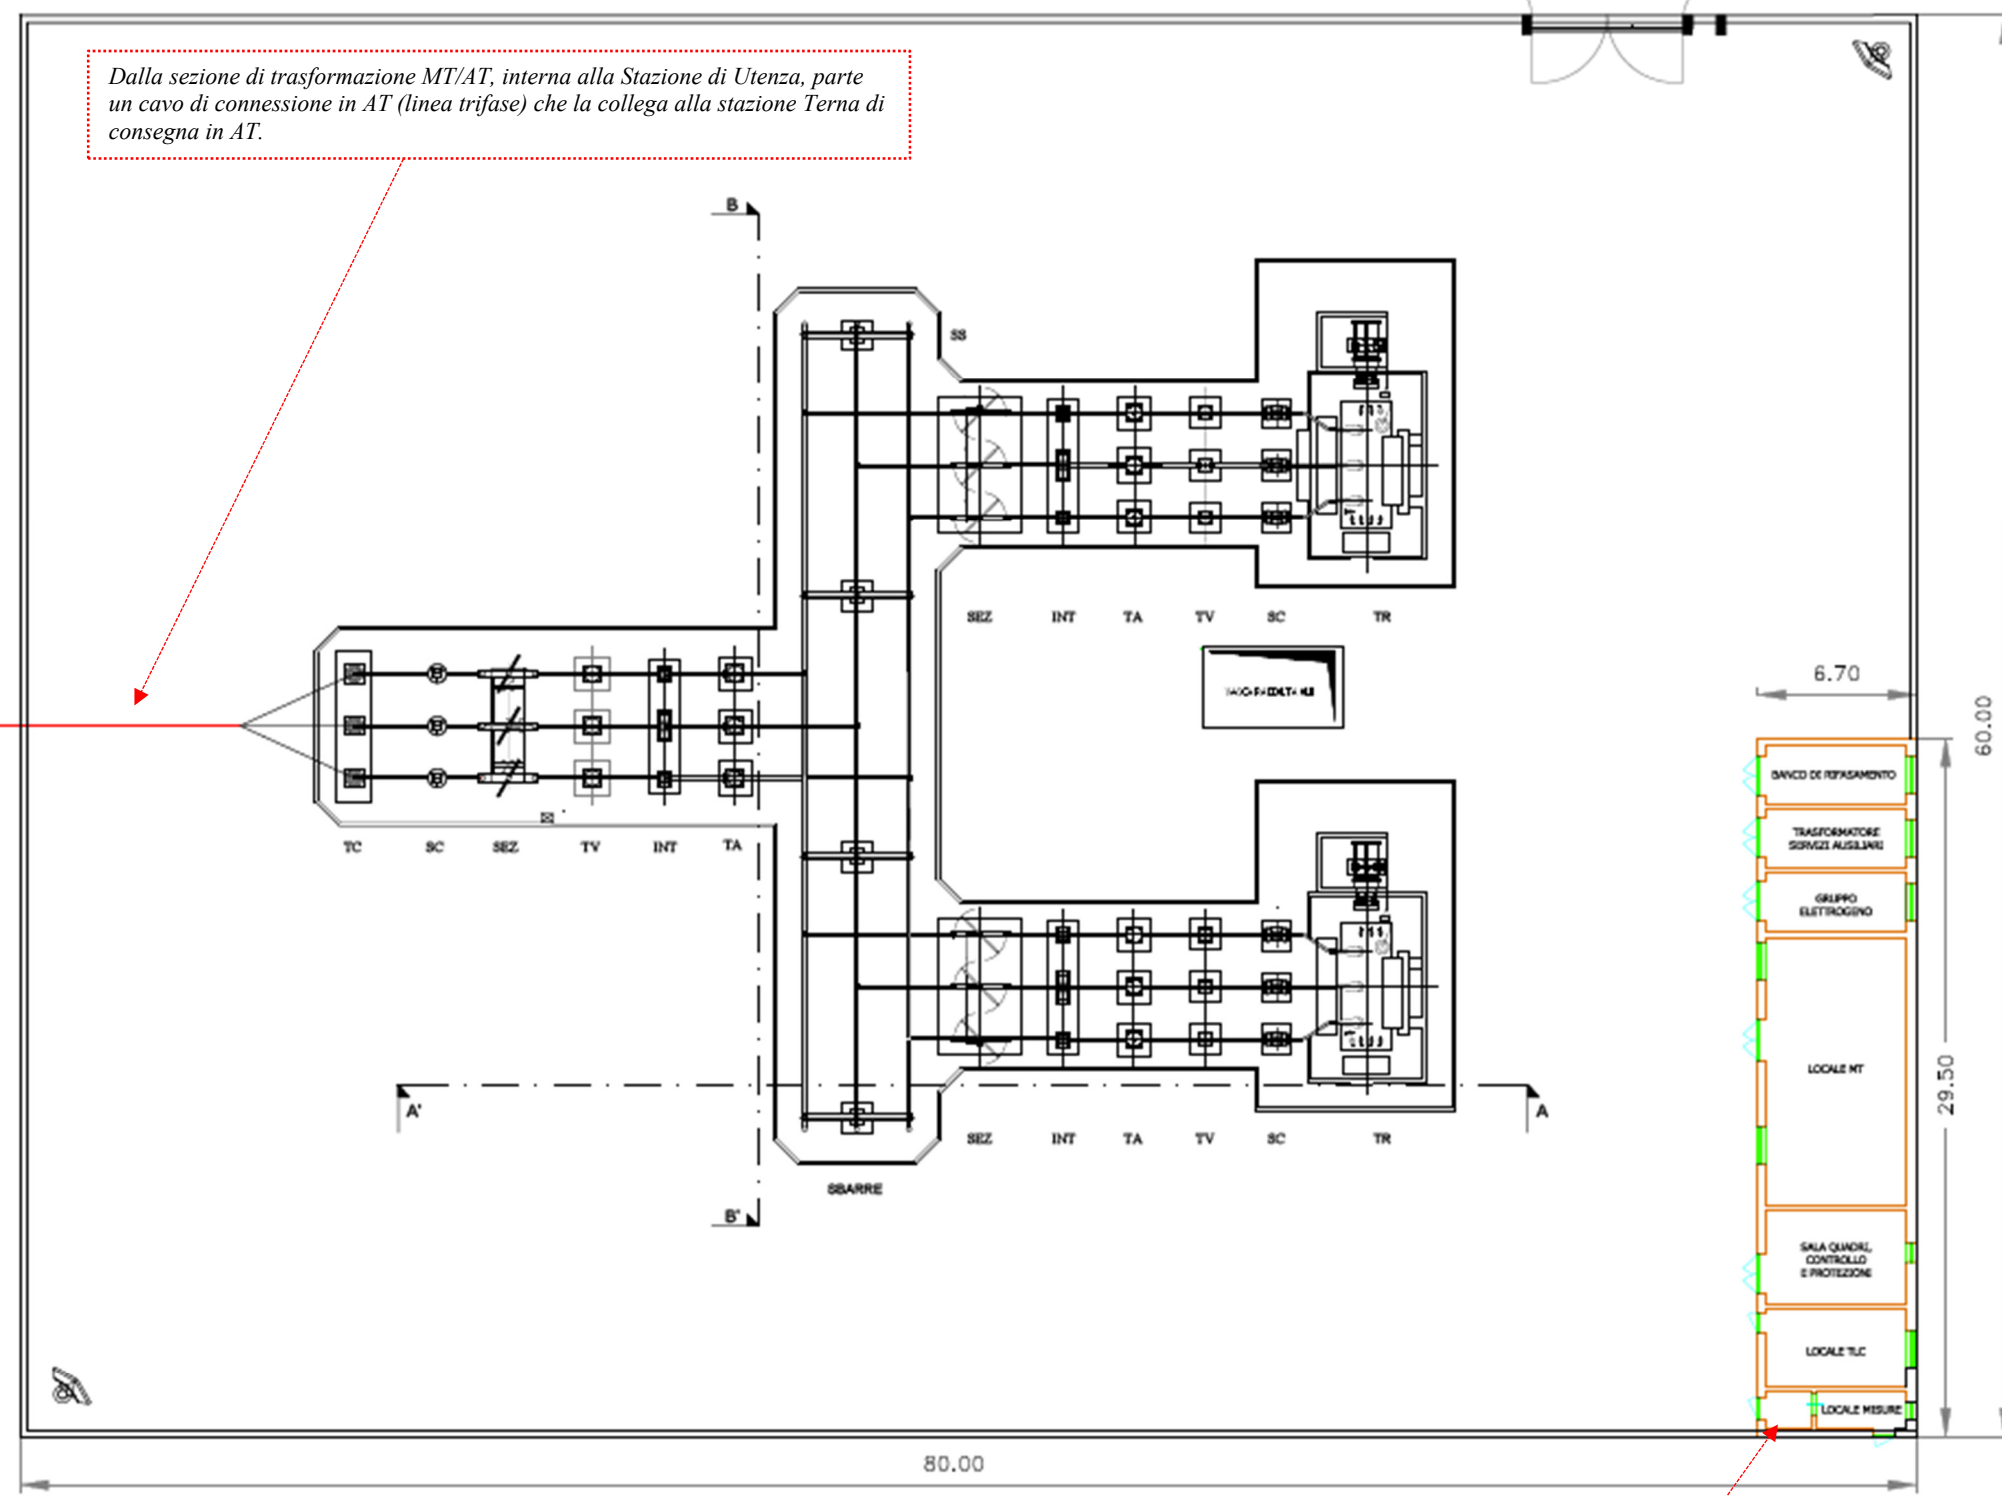 Dalla sezione di trasformazione MT/AT, interna alla Stazione di Utenza, parte
un cavo di connessione in AT (linea trifase) che la collega alla stazione Terna di
consegna in AT.
B
SS
SEZ INT TA TV SC TR
6.70
60.00
BANCO DI RIFASAMENTO
TRASFORMATORE
SERVIZI AUSILIARI
TC SC SEZ TV INT TA
GRUPPO
ELETTROGENO
LOCALE MT
29.50
A' A
SEZ INT TA TV SC TR
SBARRE
B'
SALA QUADRI,
CONTROLLO
E PROTEZIONE
LOCALE TLC
LOCALE MISURE
80.00